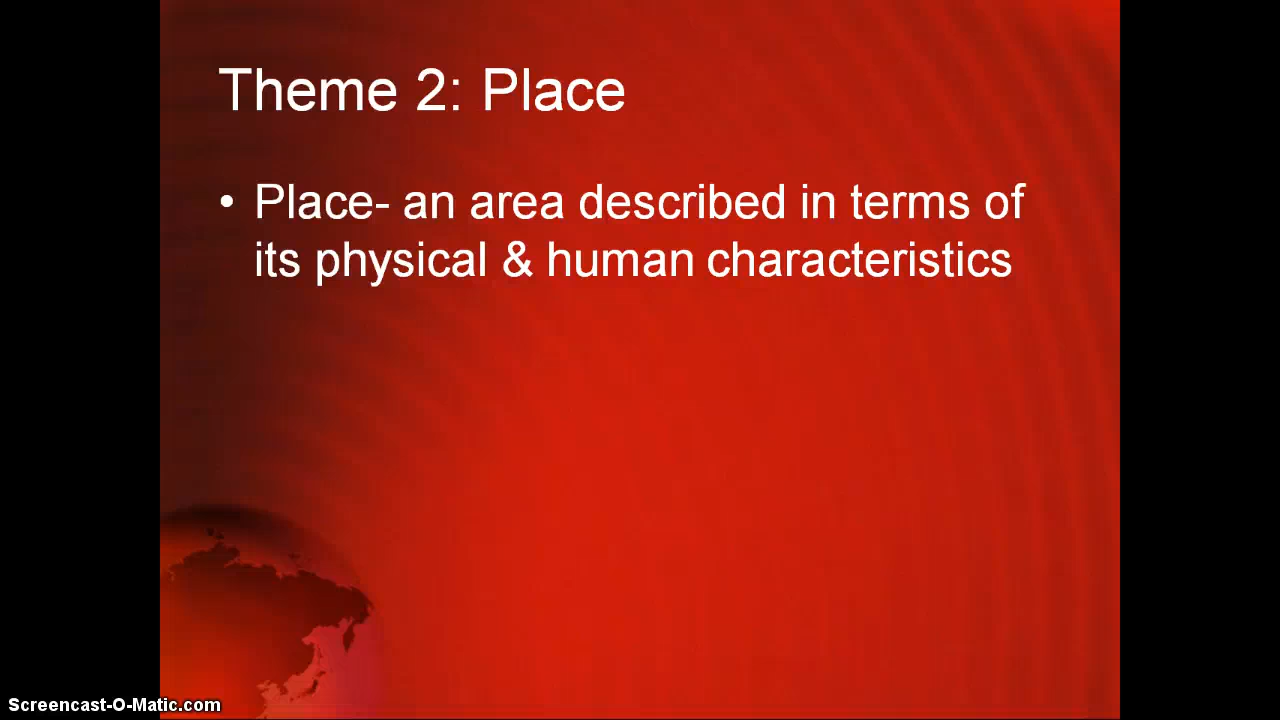 Theme 2: Place
• Place- an area described in terms of
its physical & human characteristics
Screencast-O-Matic.com